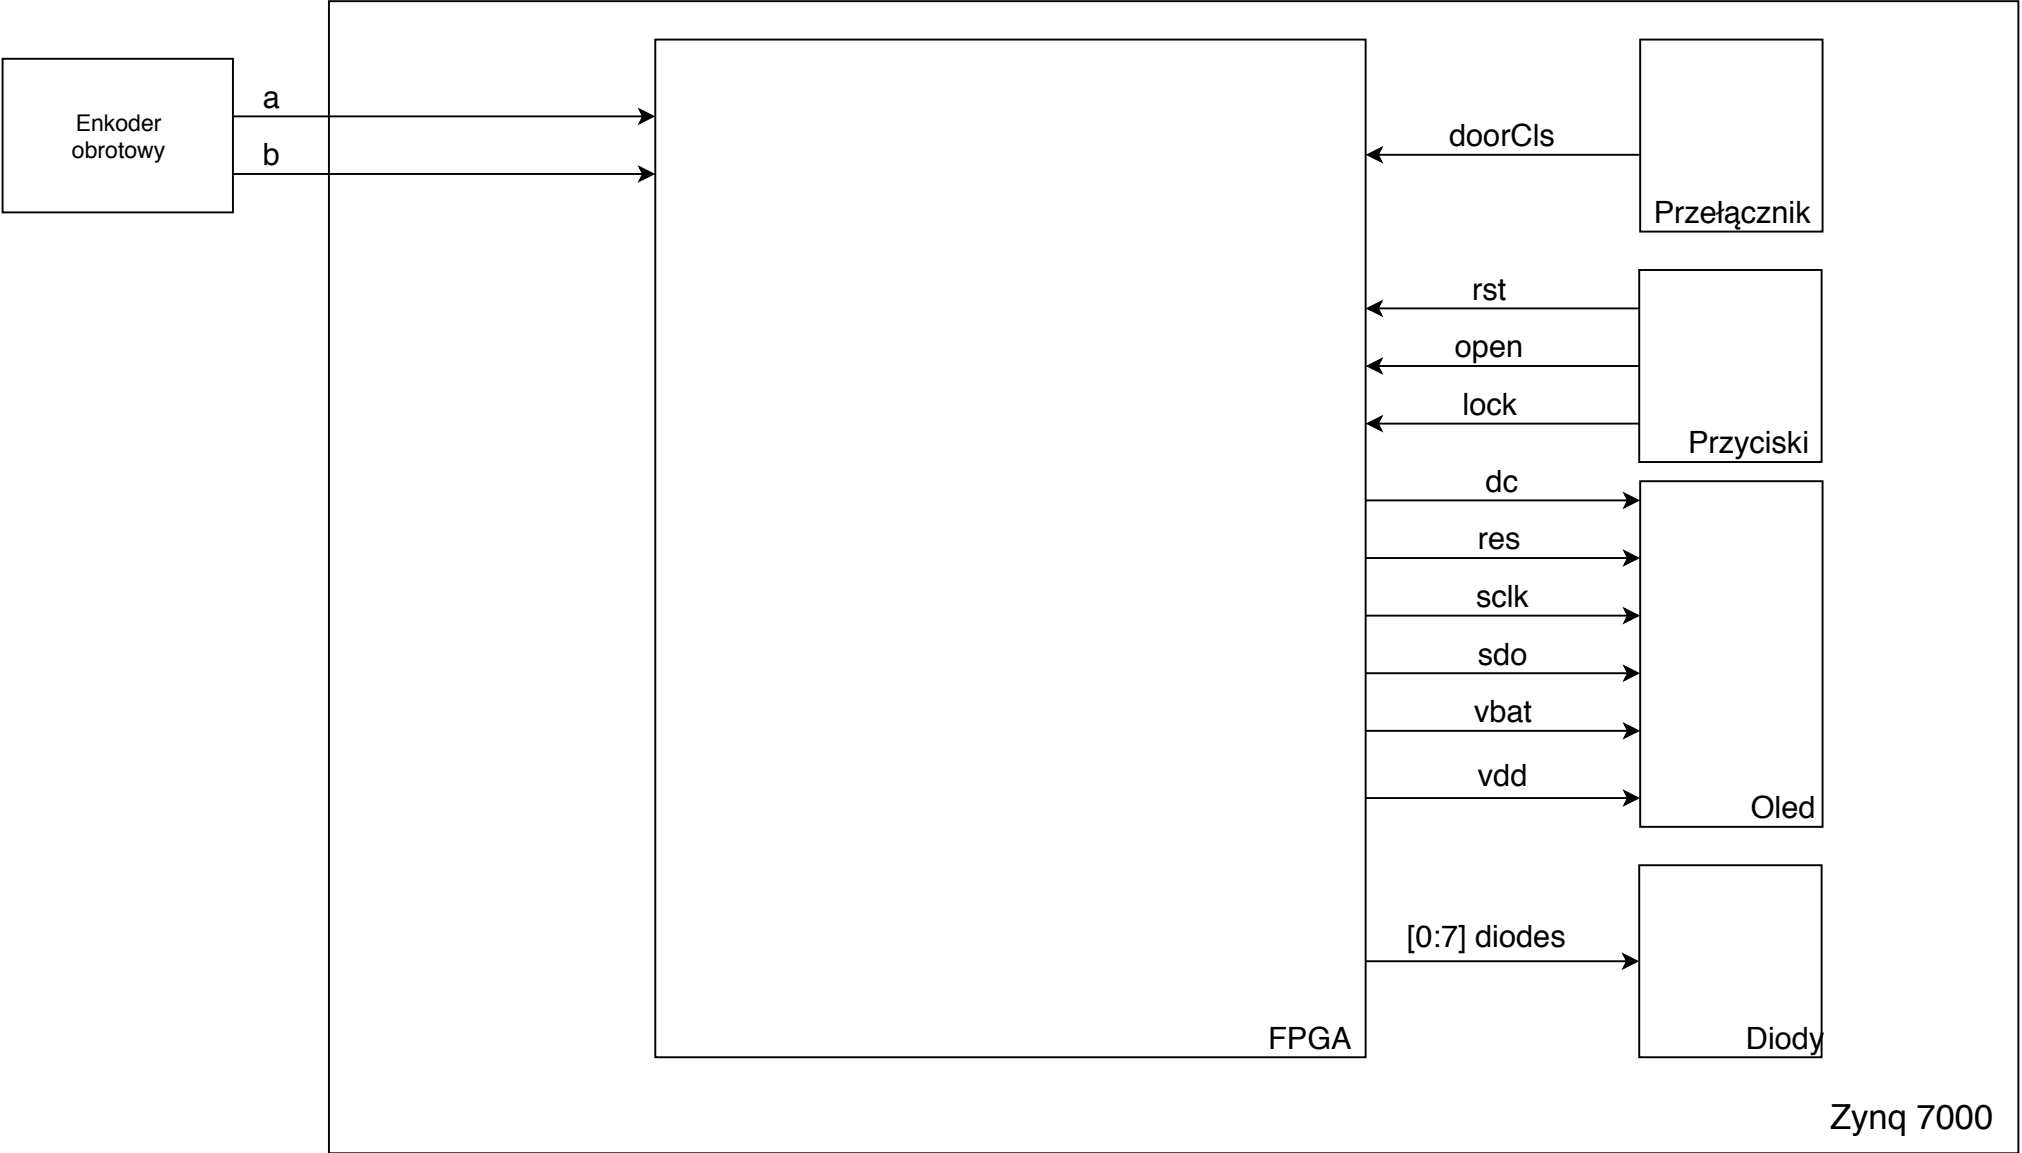 Enkoder
obrotowy
a
b
doorCls
Przełącznik
rst
open
lock
Przyciski
dc
res
sclk
sdo
vbat
vdd
Oled
[0:7] diodes
Diody
FPGA
Zynq 7000